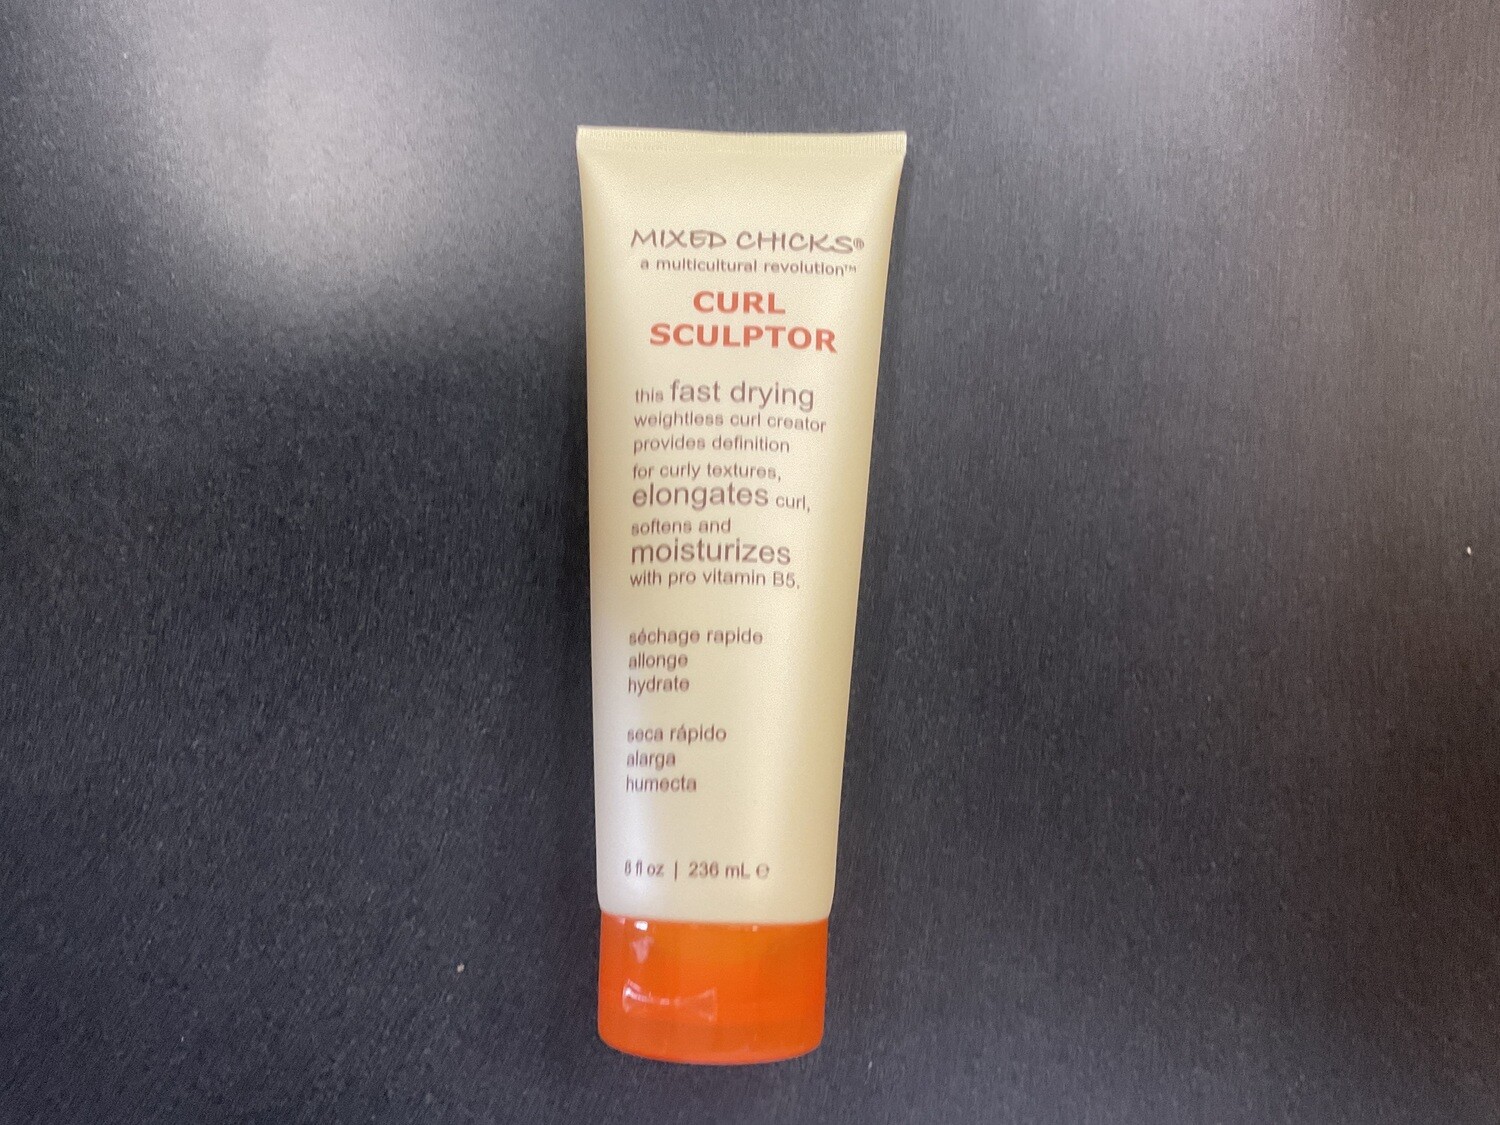 MIXED CHICKS®
a multicultural revolution™
CURL
SCULPTOR
this fast drying
weightless curl creator
provides definition
for curly textures,
elongates curl,
softens and
moisturizes
with pro vitamin B5.
séchage rapide
allonge
hydrate
seca rápido
alarga
humecta
8 fl oz | 236 mL ℮